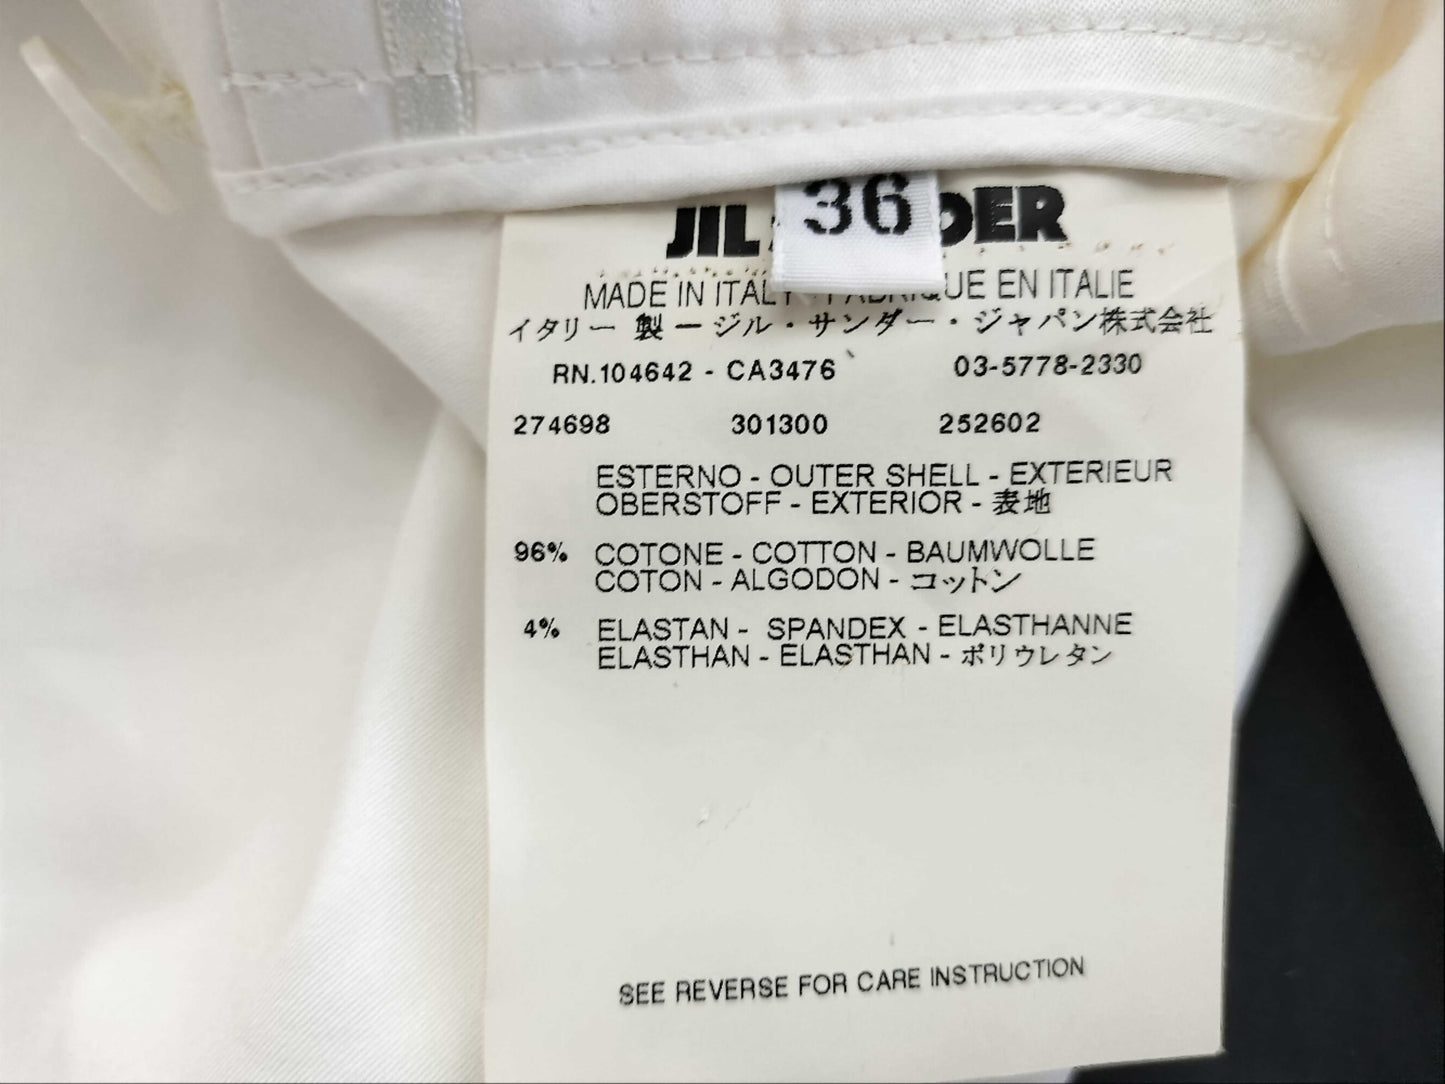 36
JIL DER
MADE IN ITALY - FABRIQUE EN ITALIE
イタリー 製 ー ジル・サンダー・ジャパン株式会社
RN.104642 - CA3476 03-5778-2330
274698 301300 252602
ESTERNO - OUTER SHELL - EXTERIEUR
OBERSTOFF - EXTERIOR - 表地
96% COTONE - COTTON - BAUMWOLLE
COTON - ALGODON - コットン
4% ELASTAN - SPANDEX - ELASTHANNE
ELASTHAN - ELASTHAN - ポリウレタン
SEE REVERSE FOR CARE INSTRUCTION